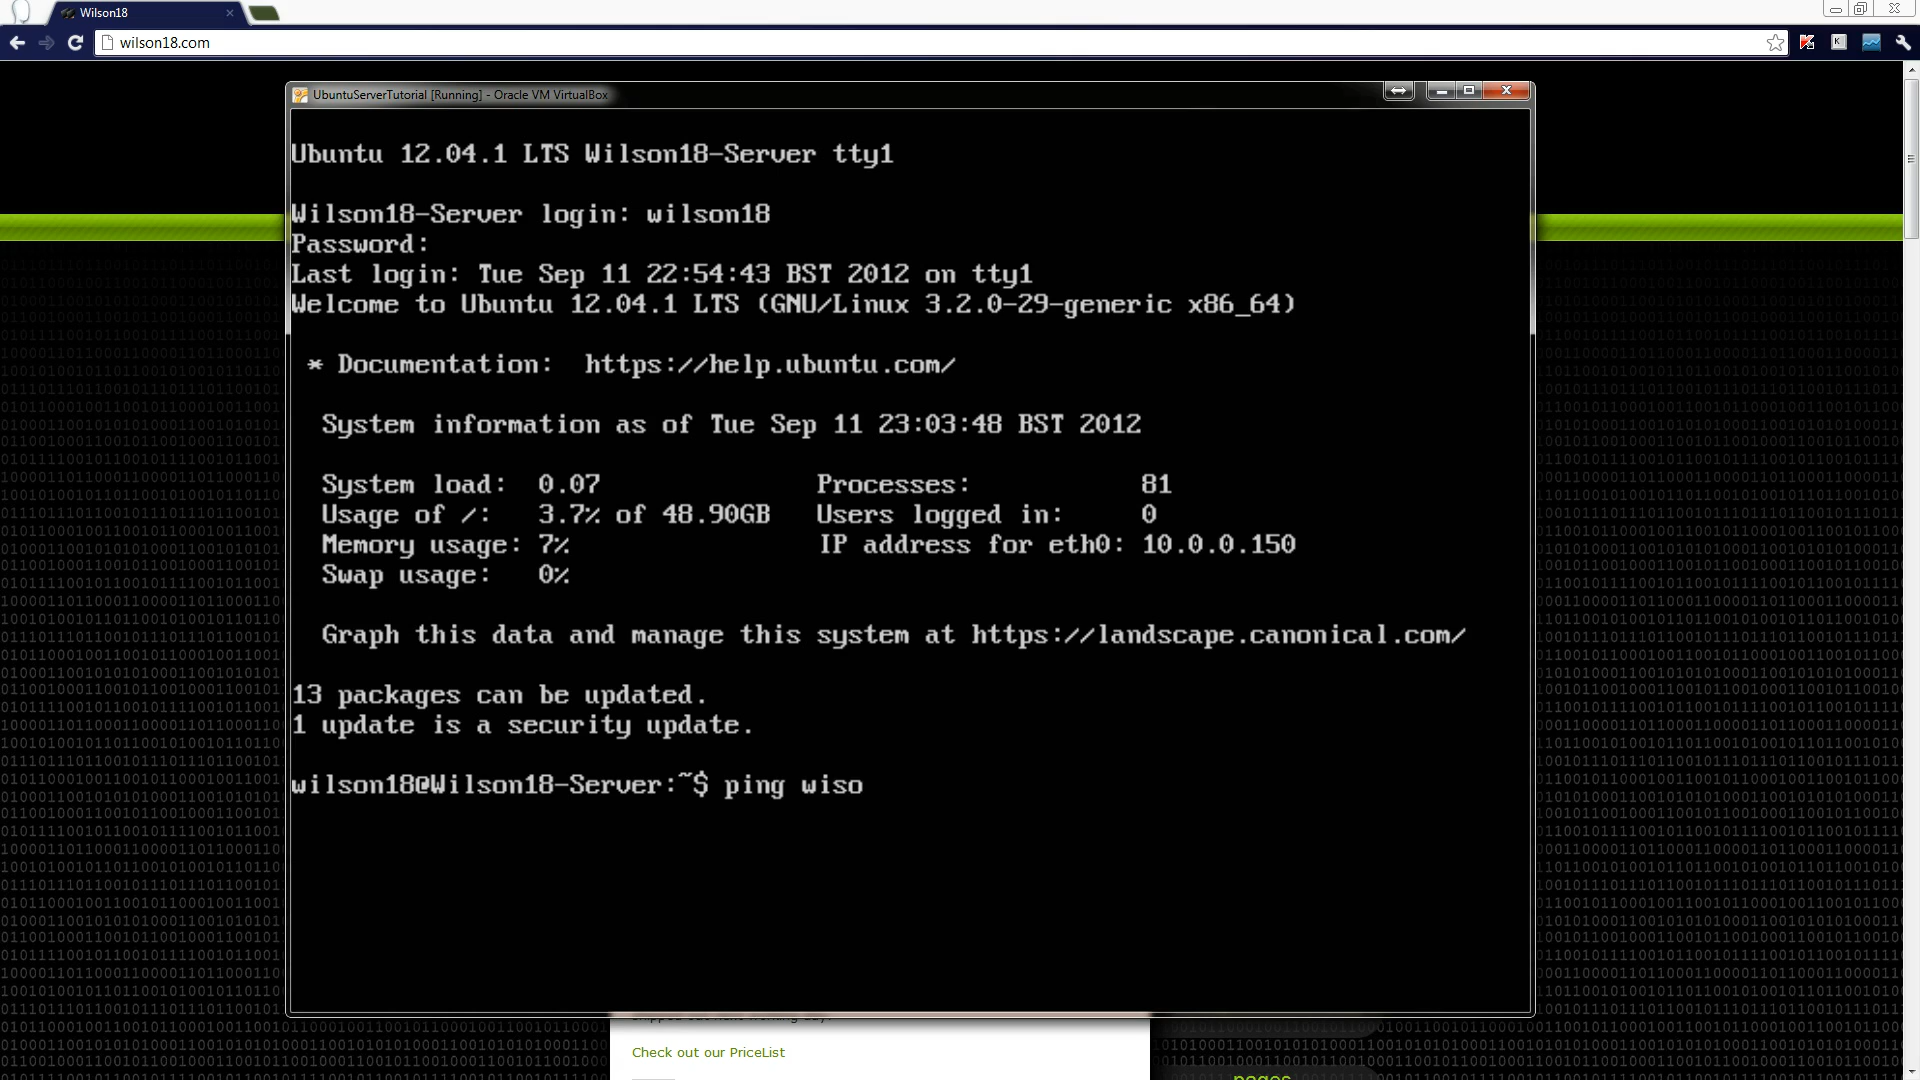 Wilson18
wilson18.com
UbuntuServerTutorial [Running] - Oracle VM VirtualBox
Ubuntu 12.04.1 LTS Wilson18-Server tty1
Wilson18-Server login: wilson18
Password:
Last login: Tue Sep 11 22:54:43 BST 2012 on tty1
Welcome to Ubuntu 12.04.1 LTS (GNU/Linux 3.2.0-29-generic x86_64)
* Documentation: https://help.ubuntu.com/
System information as of Tue Sep 11 23:03:48 BST 2012
System load: 0.07 Processes: 81
Usage of /: 3.7% of 48.90GB Users logged in: 0
Memory usage: 7% IP address for eth0: 10.0.0.150
Swap usage: 0%
Graph this data and manage this system at https://landscape.canonical.com/
13 packages can be updated.
1 update is a security update.
wilson18@Wilson18-Server:~$ ping wiso
Check out our PriceList
pages